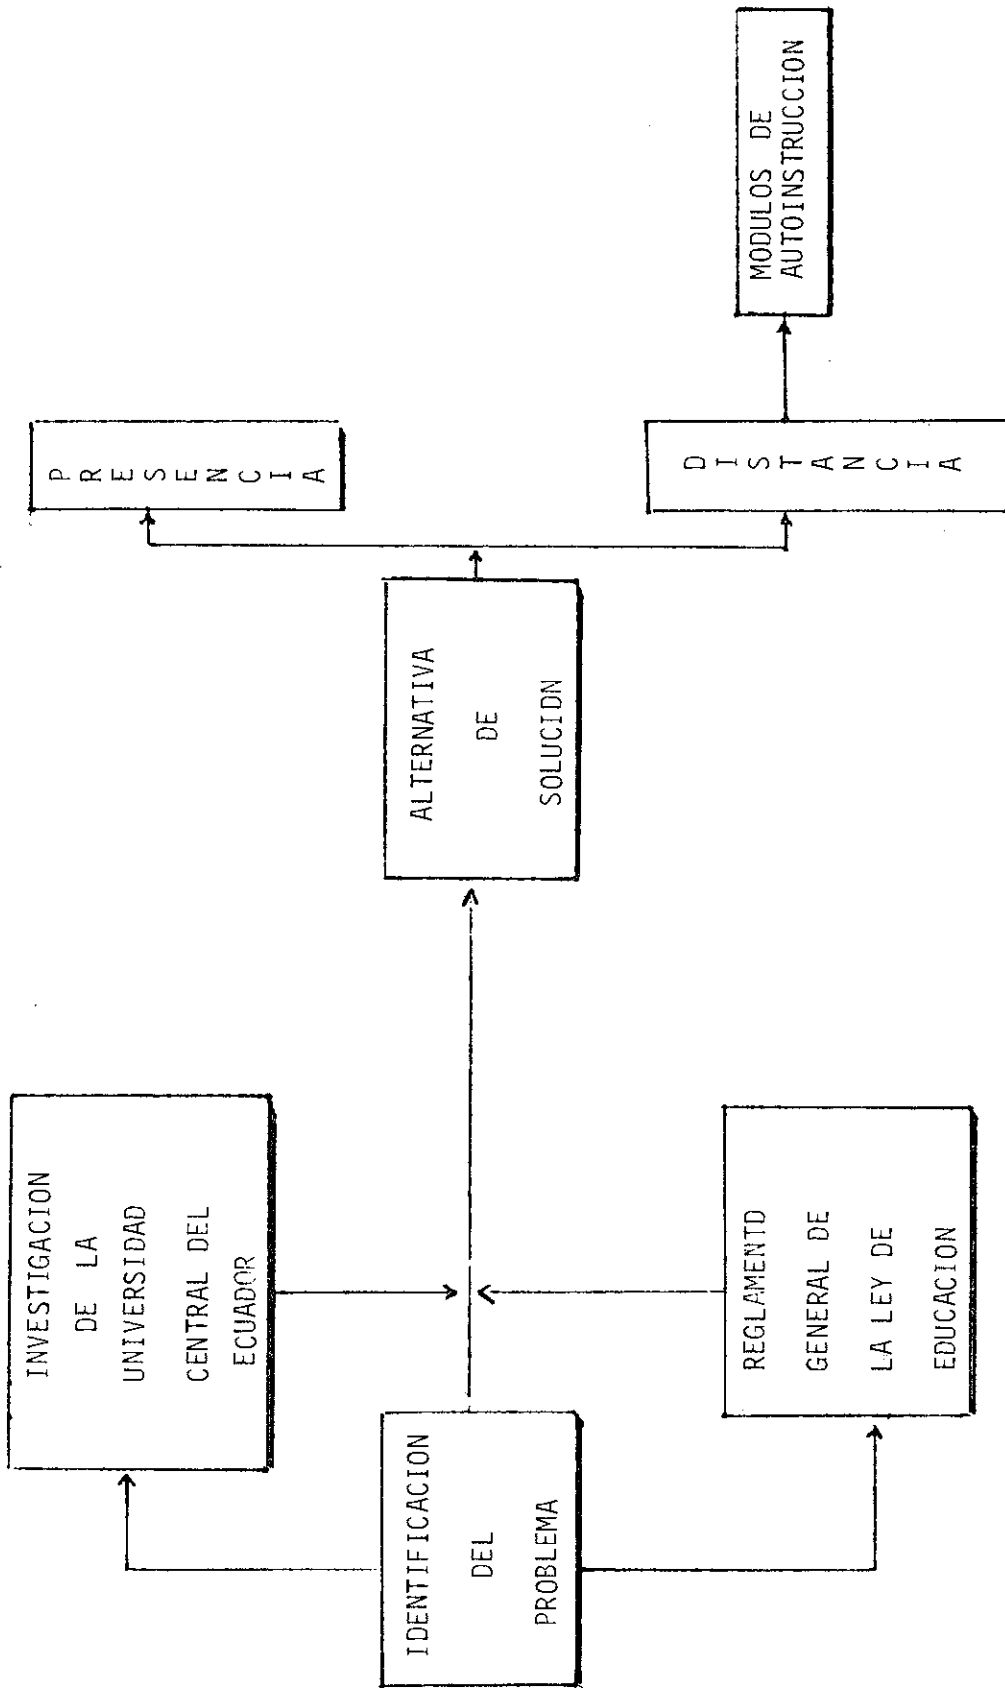 INVESTIGACION
DE LA
UNIVERSIDAD
CENTRAL DEL
ECUADOR
IDENTIFICACION
DEL
PROBLEMA
REGLAMENTD
GENERAL DE
LA LEY DE
EDUCACION
ALTERNATIVA
DE
SOLUCIDN
P R E S E N C I A
D I S T A N C I A
MODULOS DE
AUTOINSTRUCCION